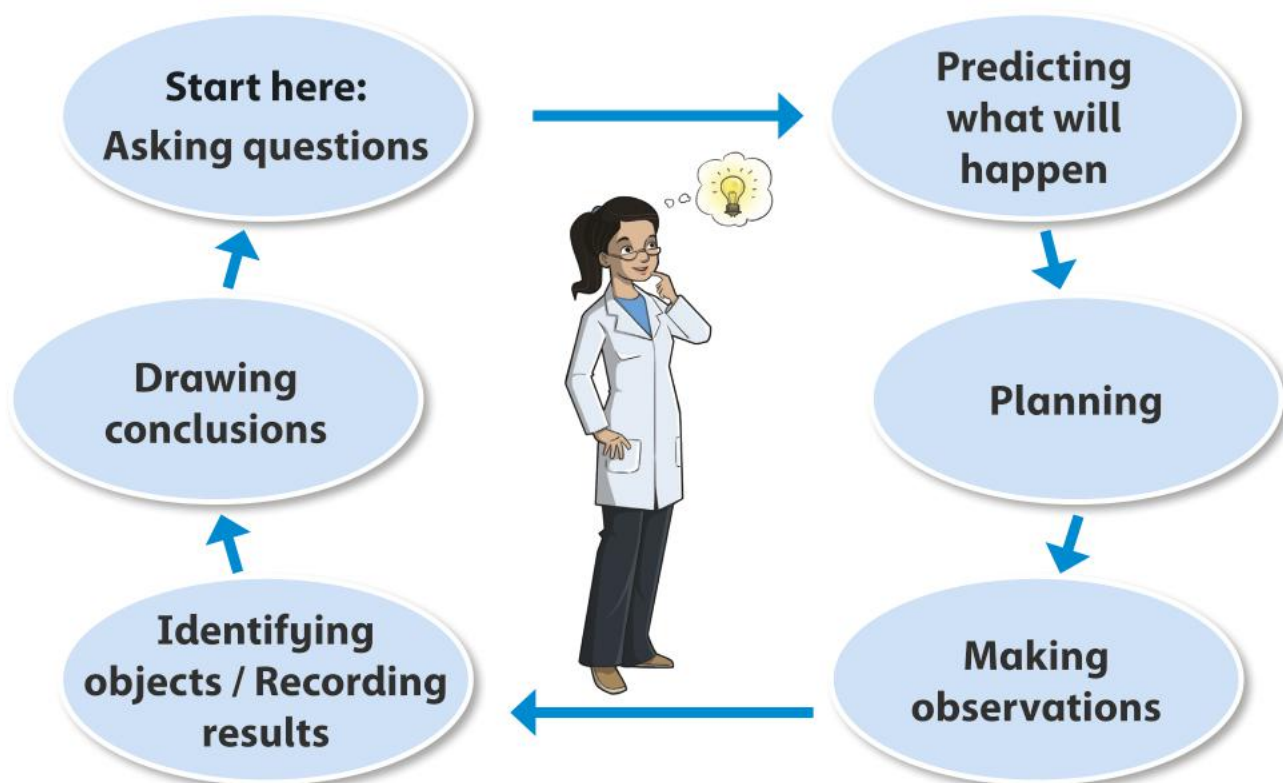 Start here:
Asking questions
Predicting
what will
happen
Planning
Making
observations
Identifying
objects / Recording
results
Drawing
conclusions